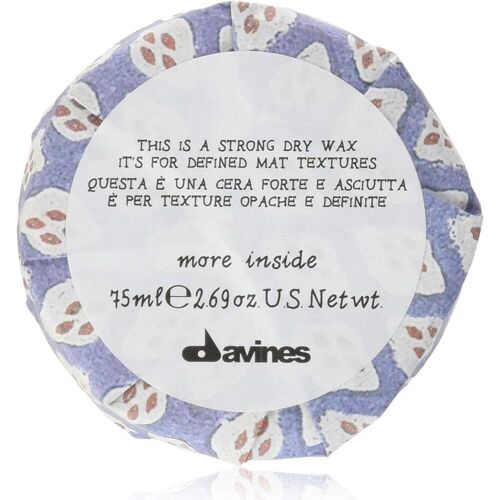 THIS IS A STRONG DRY WAX
IT'S FOR DEFINED MAT TEXTURES
QUESTA È UNA CERA FORTE E ASCIUTTA
È PER TEXTURE OPACHE E DEFINITE
more inside
75ml ℮ 2.69oz. U.S. Net wt.
davines